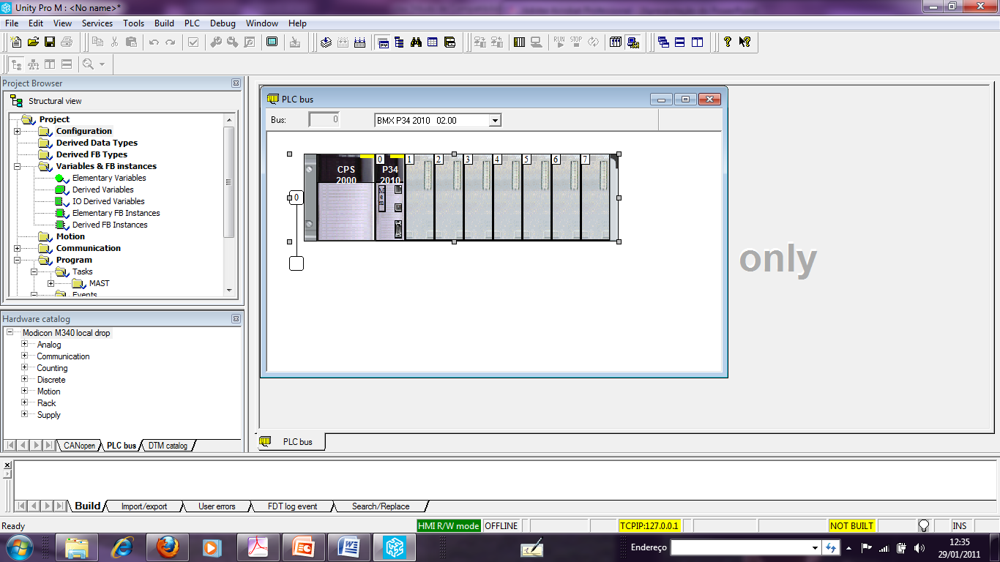 Unity Pro M : <No name>*
File Edit View Services Tools Build PLC Debug Window Help
RUN STOP
Project Browser
Structural view
Project
Configuration
Derived Data Types
Derived FB Types
Variables & FB instances
Elementary Variables
Derived Variables
IO Derived Variables
Elementary FB Instances
Derived FB Instances
Motion
Communication
Program
Tasks
MAST
Events
Hardware catalog
Modicon M340 local drop
Analog
Communication
Counting
Discrete
Motion
Rack
Supply
CANopen PLC bus DTM catalog
PLC bus
Bus: 0 BMX P34 2010 02.00
0 1 2 3 4 5 6 7
CPS P34
2000 2010
0
only
PLC bus
Build Import/export User errors FDT log event Search/Replace
Ready HMI R/W mode OFFLINE TCPIP:127.0.0.1 NOT BUILT INS
Endereço 12:35
29/01/2011